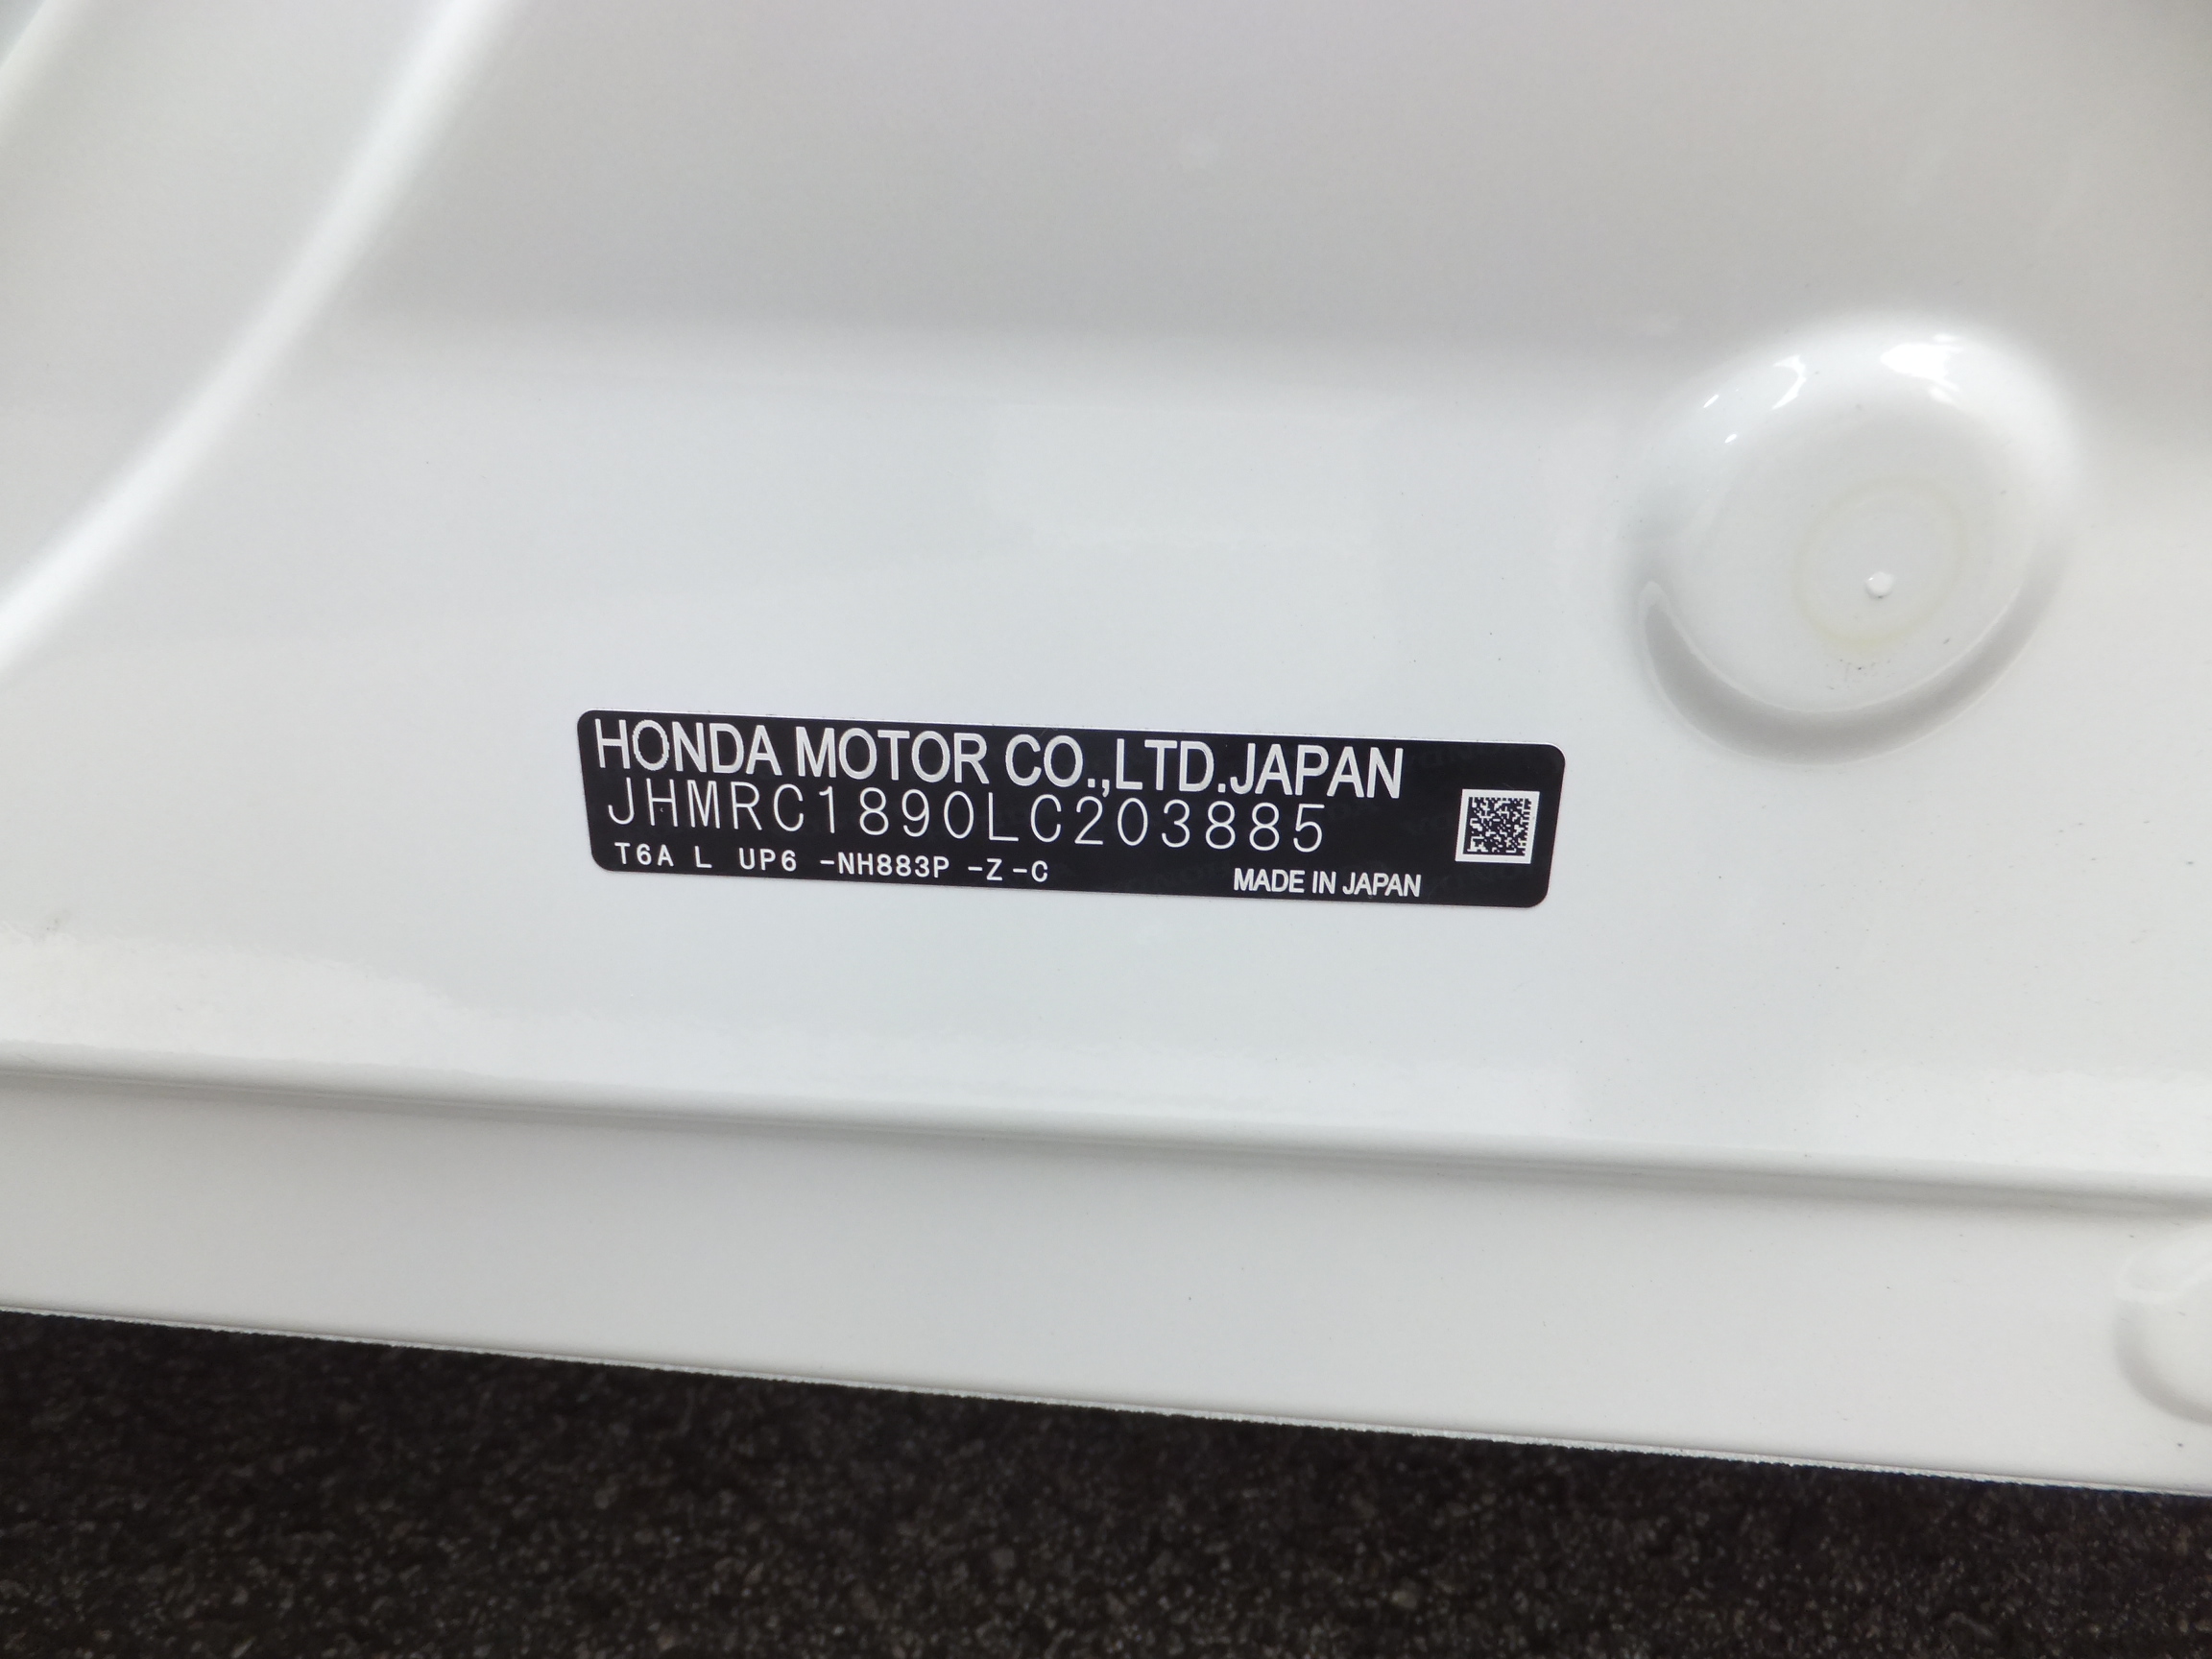 HONDA MOTOR CO.,LTD.JAPAN
JHMRC1890LC203885
T6A L UP6 -NH883P -Z-C
MADE IN JAPAN